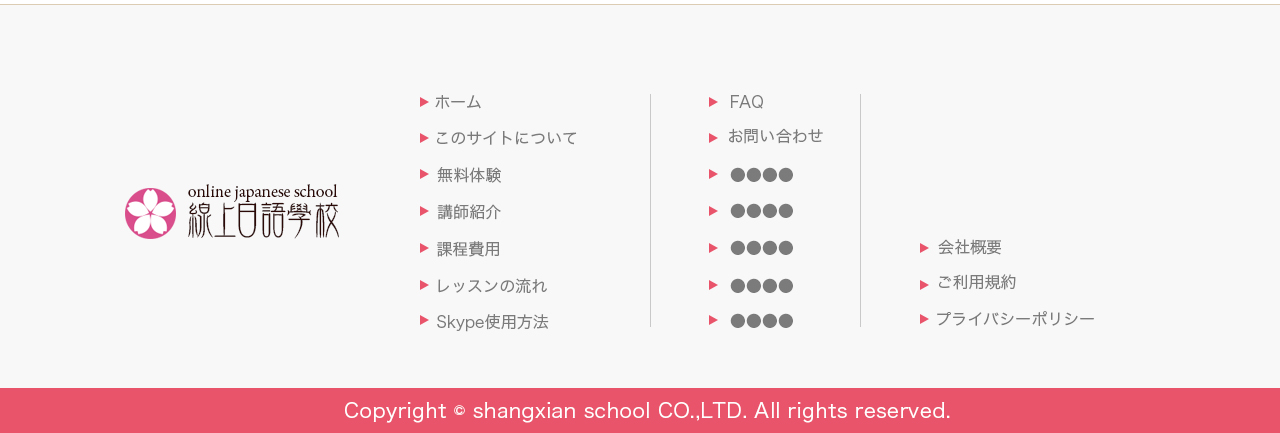 online japanese school
線上日語學校
ホーム
このサイトについて
無料体験
講師紹介
課程費用
レッスンの流れ
Skype使用方法
FAQ
お問い合わせ
●●●●
●●●●
●●●●
●●●●
●●●●
会社概要
ご利用規約
プライバシーポリシー
Copyright © shangxian school CO.,LTD. All rights reserved.